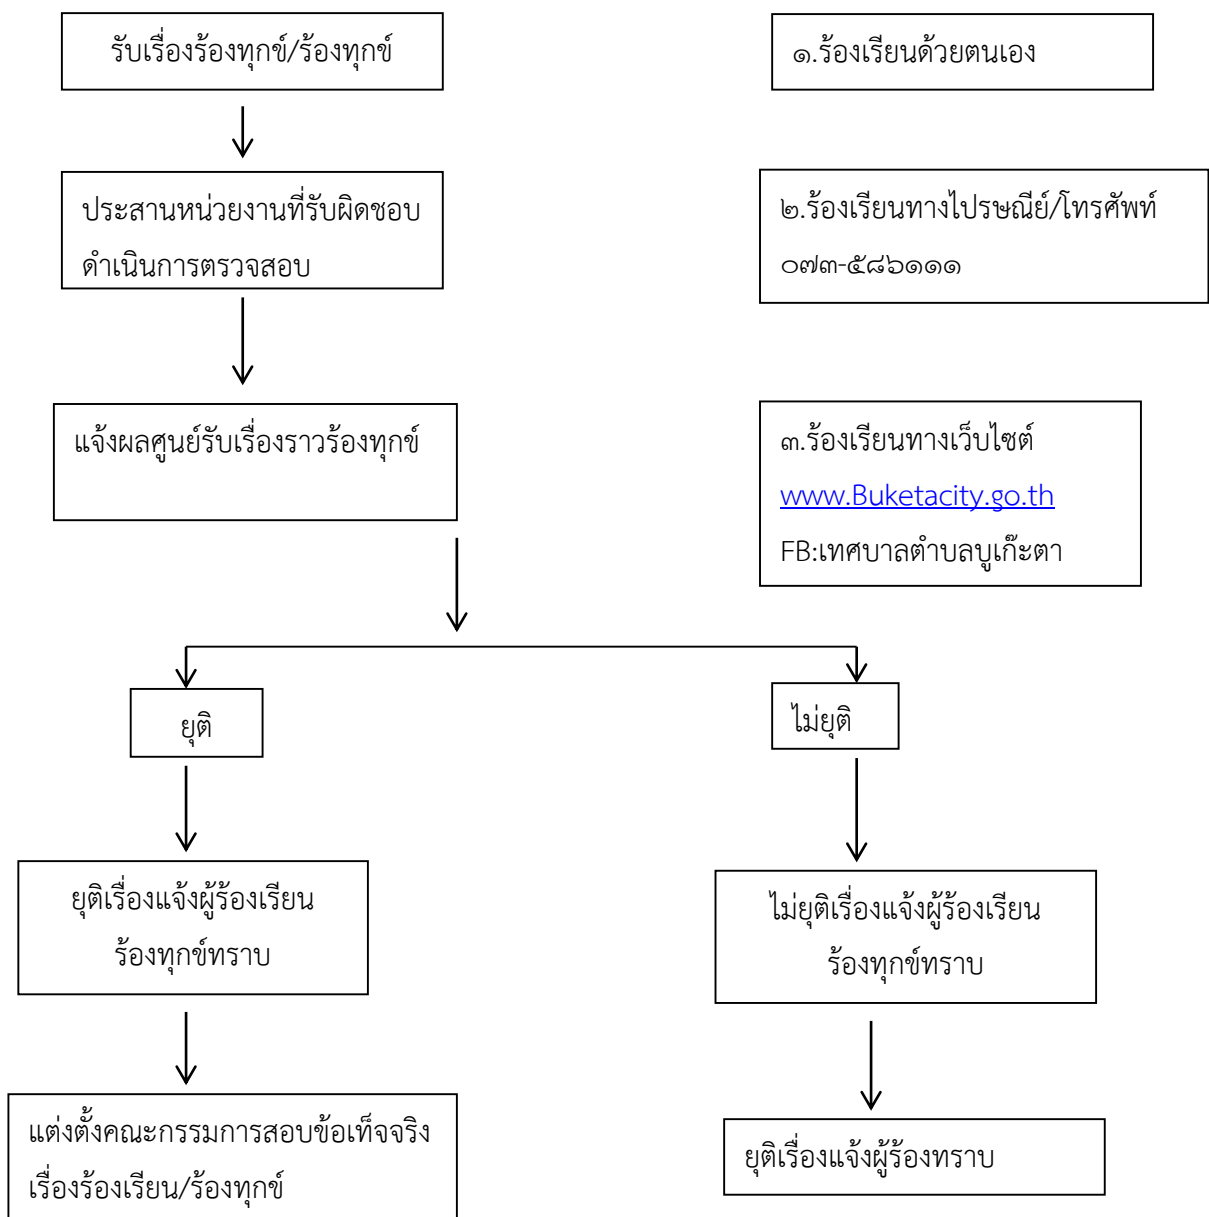 รับเรื่องร้องทุกข์/ร้องทุกข์
๑.ร้องเรียนด้วยตนเอง
ประสานหน่วยงานที่รับผิดชอบ
ดำเนินการตรวจสอบ
๒.ร้องเรียนทางไปรษณีย์/โทรศัพท์
๐๗๓-๕๘๖๑๑๑
แจ้งผลศูนย์รับเรื่องราวร้องทุกข์
๓.ร้องเรียนทางเว็บไซต์
www.Buketacity.go.th
FB:เทศบาลตำบลบูเก๊ะตา
ยุติ
ไม่ยุติ
ยุติเรื่องแจ้งผู้ร้องเรียน
ร้องทุกข์ทราบ
ไม่ยุติเรื่องแจ้งผู้ร้องเรียน
ร้องทุกข์ทราบ
แต่งตั้งคณะกรรมการสอบข้อเท็จจริง
เรื่องร้องเรียน/ร้องทุกข์
ยุติเรื่องแจ้งผู้ร้องทราบ